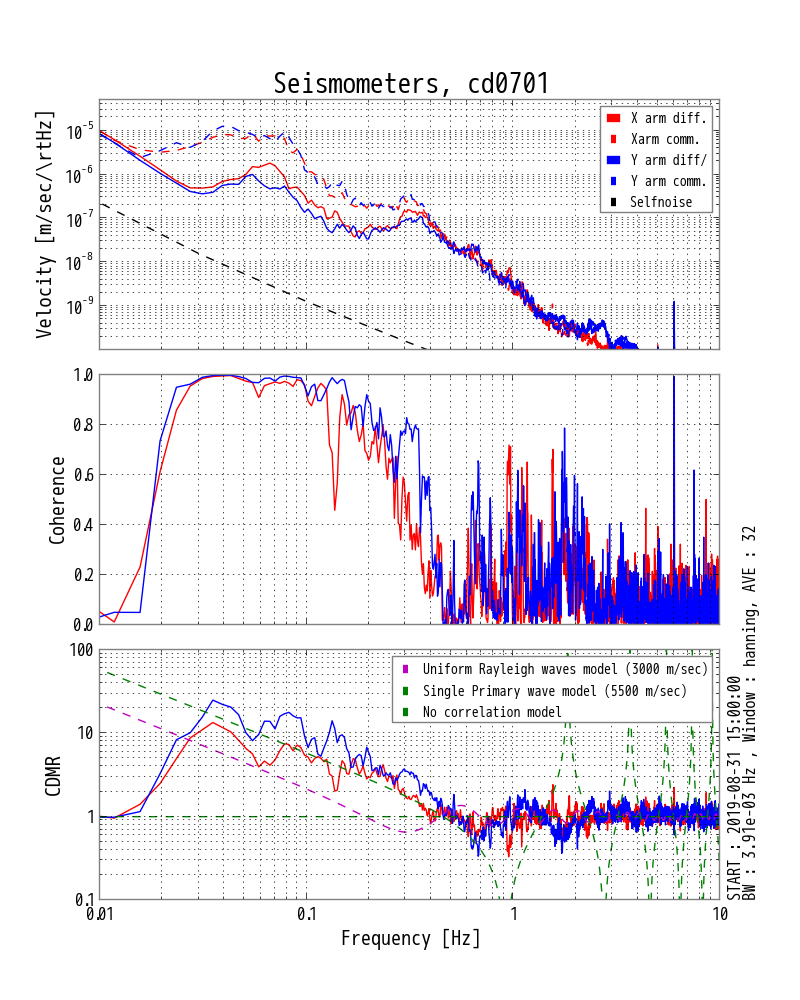 Seismometers, cd0701
Velocity [m/sec/\rtHz]
10^-5
10^-6
10^-7
10^-8
10^-9
X arm diff.
Xarm comm.
Y arm diff/
Y arm comm.
Selfnoise
Coherence
1.0
0.8
0.6
0.4
0.2
0.0
CDMR
100
10
1
0.1
Uniform Rayleigh waves model (3000 m/sec)
Single Primary wave model (5500 m/sec)
No correlation model
0.01
0.1
1
10
Frequency [Hz]
START : 2019-08-31 15:00:00
BW : 3.91e-03 Hz , Window : hanning, AVE : 32